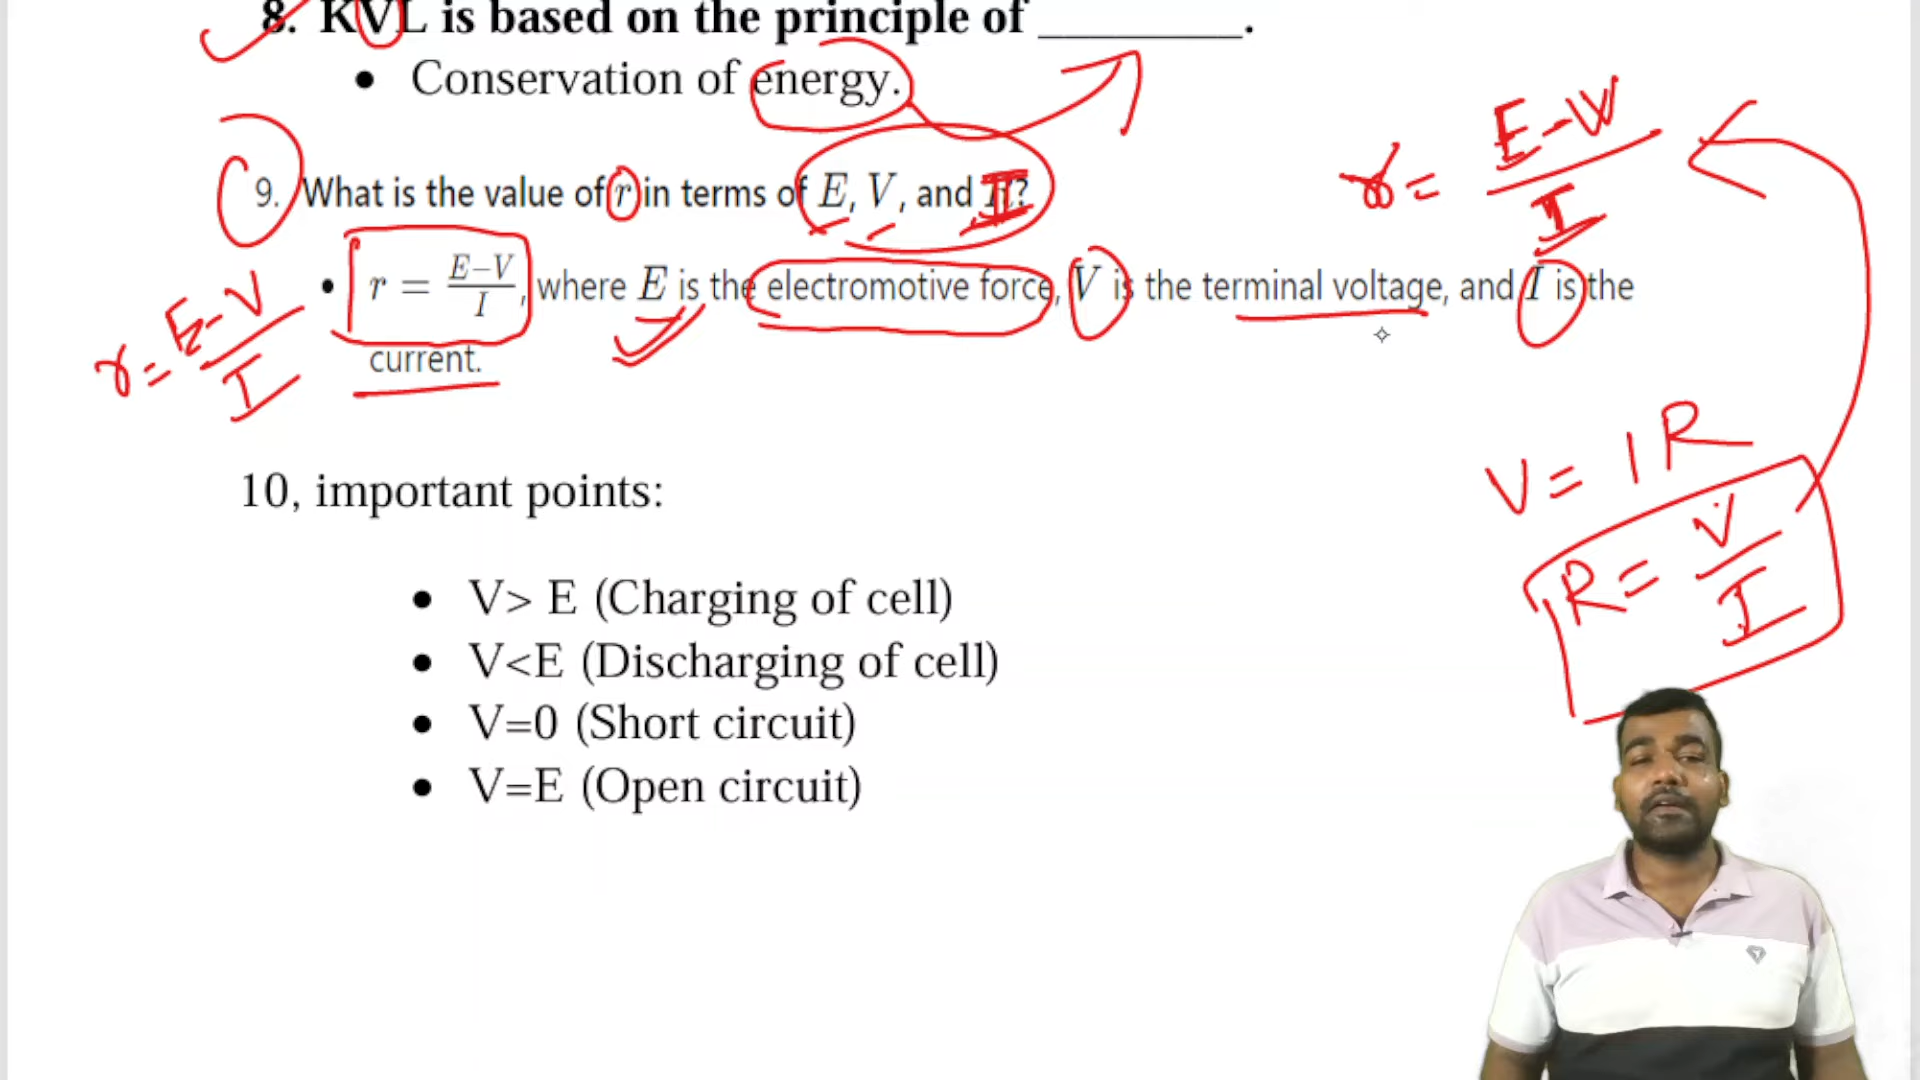 8. KVL is based on the principle of _________.
• Conservation of energy.
r = E-W / I
9. What is the value of r in terms of E, V, and I?
• r = E−V / I, where E is the electromotive force, V is the terminal voltage, and I is the
current.
r = E-V / I
V = IR
R = V / I
10, important points:
• V> E (Charging of cell)
• V<E (Discharging of cell)
• V=0 (Short circuit)
• V=E (Open circuit)